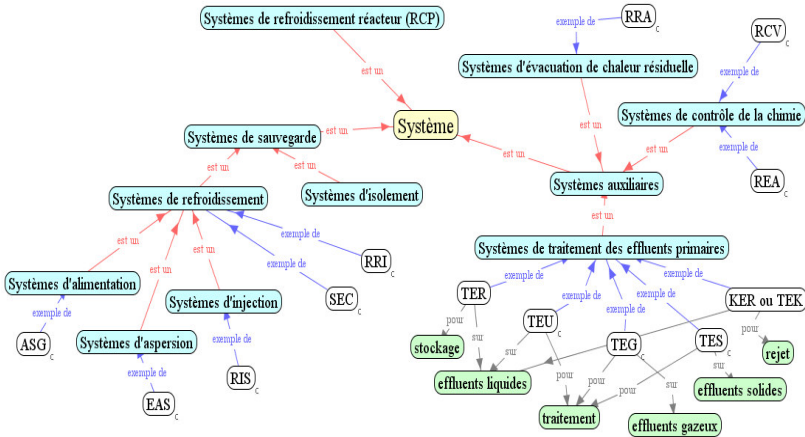 Systèmes de refroidissement réacteur (RCP)
RRA
C
exemple de
RCV
C
est un
Systèmes d'évacuation de chaleur résiduelle
exemple de
Système
est un
Systèmes de contrôle de la chimie
Systèmes de sauvegarde
est un
est un
est un
exemple de
est un
est un
Systèmes de refroidissement
Systèmes d'isolement
Systèmes auxiliaires
REA
C
est un
exemple de
est un
est un
est un
exemple de
RRI
C
Systèmes de traitement des effluents primaires
Systèmes d'alimentation
exemple de
exemple de
TER
C
exemple de
exemple de
exemple de
exemple de
KER ou TEK
C
Systèmes d'injection
SEC
C
exemple de
pour
sur
TEU
C
pour
ASG
C
Systèmes d'aspersion
exemple de
stockage
sur
TEG
C
TES
C
rejet
exemple de
RIS
C
effluents liquides
pour
pour
pour
sur
sur
effluents solides
EAS
C
traitement
effluents gazeux